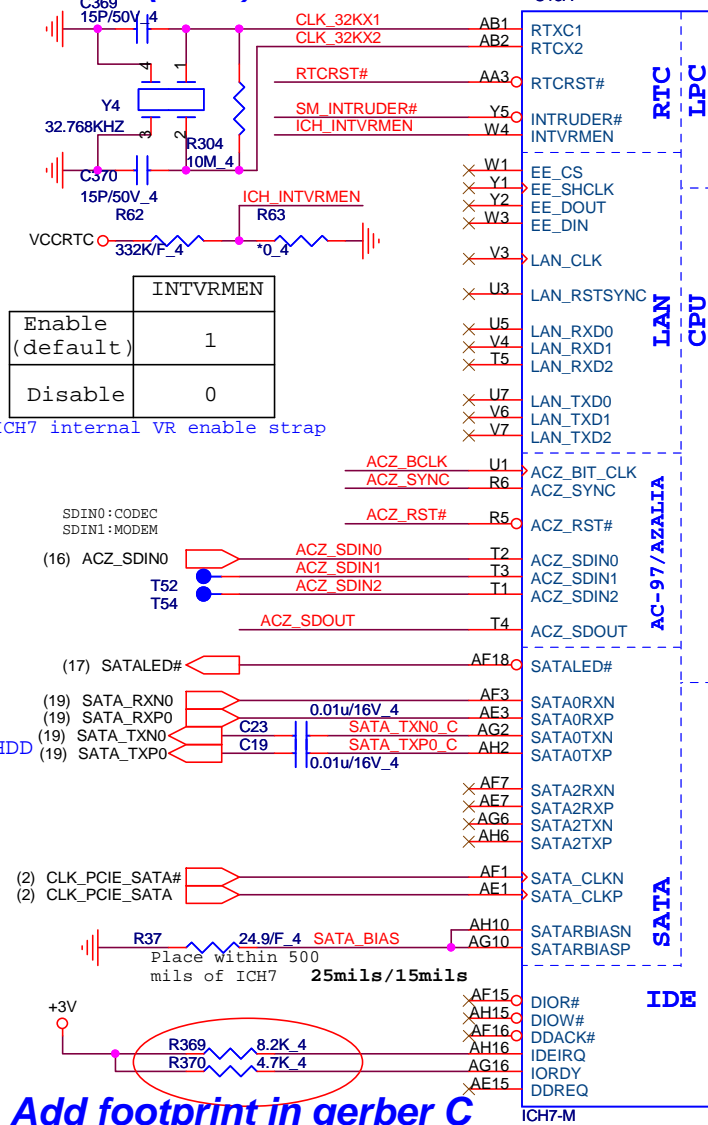 C369
15P/50V_4
CLK_32KX1
CLK_32KX2
AB1
AB2
RTXC1
RTCX2
4
1
Y4
32.768KHZ
3
2
RTCRST#
AA3
RTCRST#
SM_INTRUDER#
ICH_INTVRMEN
Y5
W4
INTRUDER#
INTVRMEN
RTC
LPC
R304
10M_4
C370
15P/50V_4
R62
ICH_INTVRMEN
R63
VCCRTC
332K/F_4
*0_4
W1
Y1
Y2
W3
EE_CS
EE_SHCLK
EE_DOUT
EE_DIN
V3
LAN_CLK
U3
LAN_RSTSYNC
U5
V4
T5
LAN_RXD0
LAN_RXD1
LAN_RXD2
U7
V6
V7
LAN_TXD0
LAN_TXD1
LAN_TXD2
LAN
CPU
INTVRMEN
Enable
(default)
1
Disable
0
ICH7 internal VR enable strap
ACZ_BCLK
ACZ_SYNC
U1
R6
ACZ_BIT_CLK
ACZ_SYNC
ACZ_RST#
R5
ACZ_RST#
SDIN0:CODEC
SDIN1:MODEM
(16) ACZ_SDIN0
T52
T54
ACZ_SDIN0
ACZ_SDIN1
ACZ_SDIN2
T2
T3
T1
ACZ_SDIN0
ACZ_SDIN1
ACZ_SDIN2
ACZ_SDOUT
T4
ACZ_SDOUT
AC-97/AZALIA
(17) SATALED#
AF18
SATALED#
(19) SATA_RXN0
(19) SATA_RXP0
(19) SATA_TXN0
HDD (19) SATA_TXP0
C23
C19
0.01u/16V_4
SATA_TXN0_C
SATA_TXP0_C
0.01u/16V_4
AF3
AE3
AG2
AH2
SATA0RXN
SATA0RXP
SATA0TXN
SATA0TXP
AF7
AE7
AG6
AH6
SATA2RXN
SATA2RXP
SATA2TXN
SATA2TXP
(2) CLK_PCIE_SATA#
(2) CLK_PCIE_SATA
AF1
AE1
SATA_CLKN
SATA_CLKP
SATA
R37
24.9/F_4
SATA_BIAS
AH10
AG10
SATARBIASN
SATARBIASP
Place within 500
mils of ICH7
25mils/15mils
IDE
+3V
R369
8.2K_4
R370
4.7K_4
AF15
AH15
AF16
AH16
AG16
AE15
DIOR#
DIOW#
DDACK#
IDEIRQ
IORDY
DDREQ
Add footprint in gerber C
ICH7-M